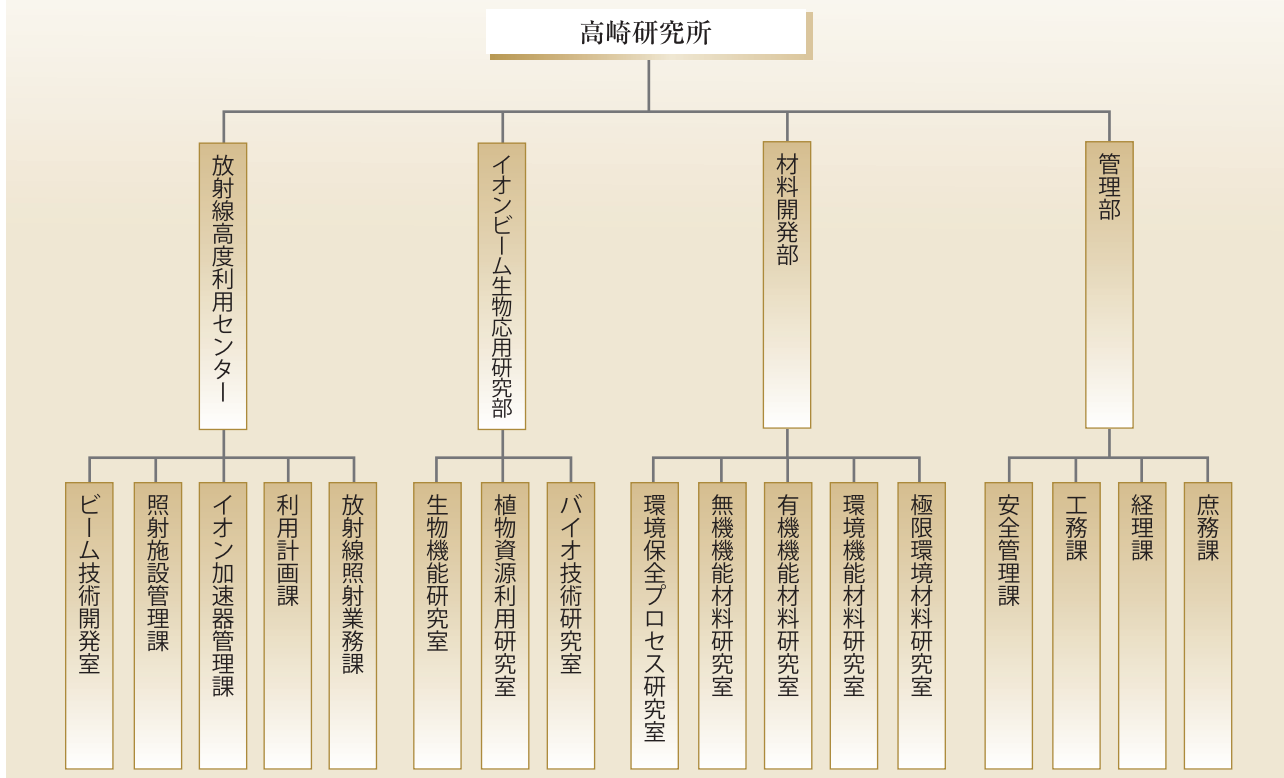 高崎研究所
管理部
材料開発部
イオンビーム生物応用研究部
放射線高度利用センター
庶務課
経理課
工務課
安全管理課
極限環境材料研究室
環境機能材料研究室
有機機能材料研究室
無機機能材料研究室
環境保全プロセス研究室
バイオ技術研究室
植物資源利用研究室
生物機能研究室
放射線照射業務課
利用計画課
イオン加速器管理課
照射施設管理課
ビーム技術開発室